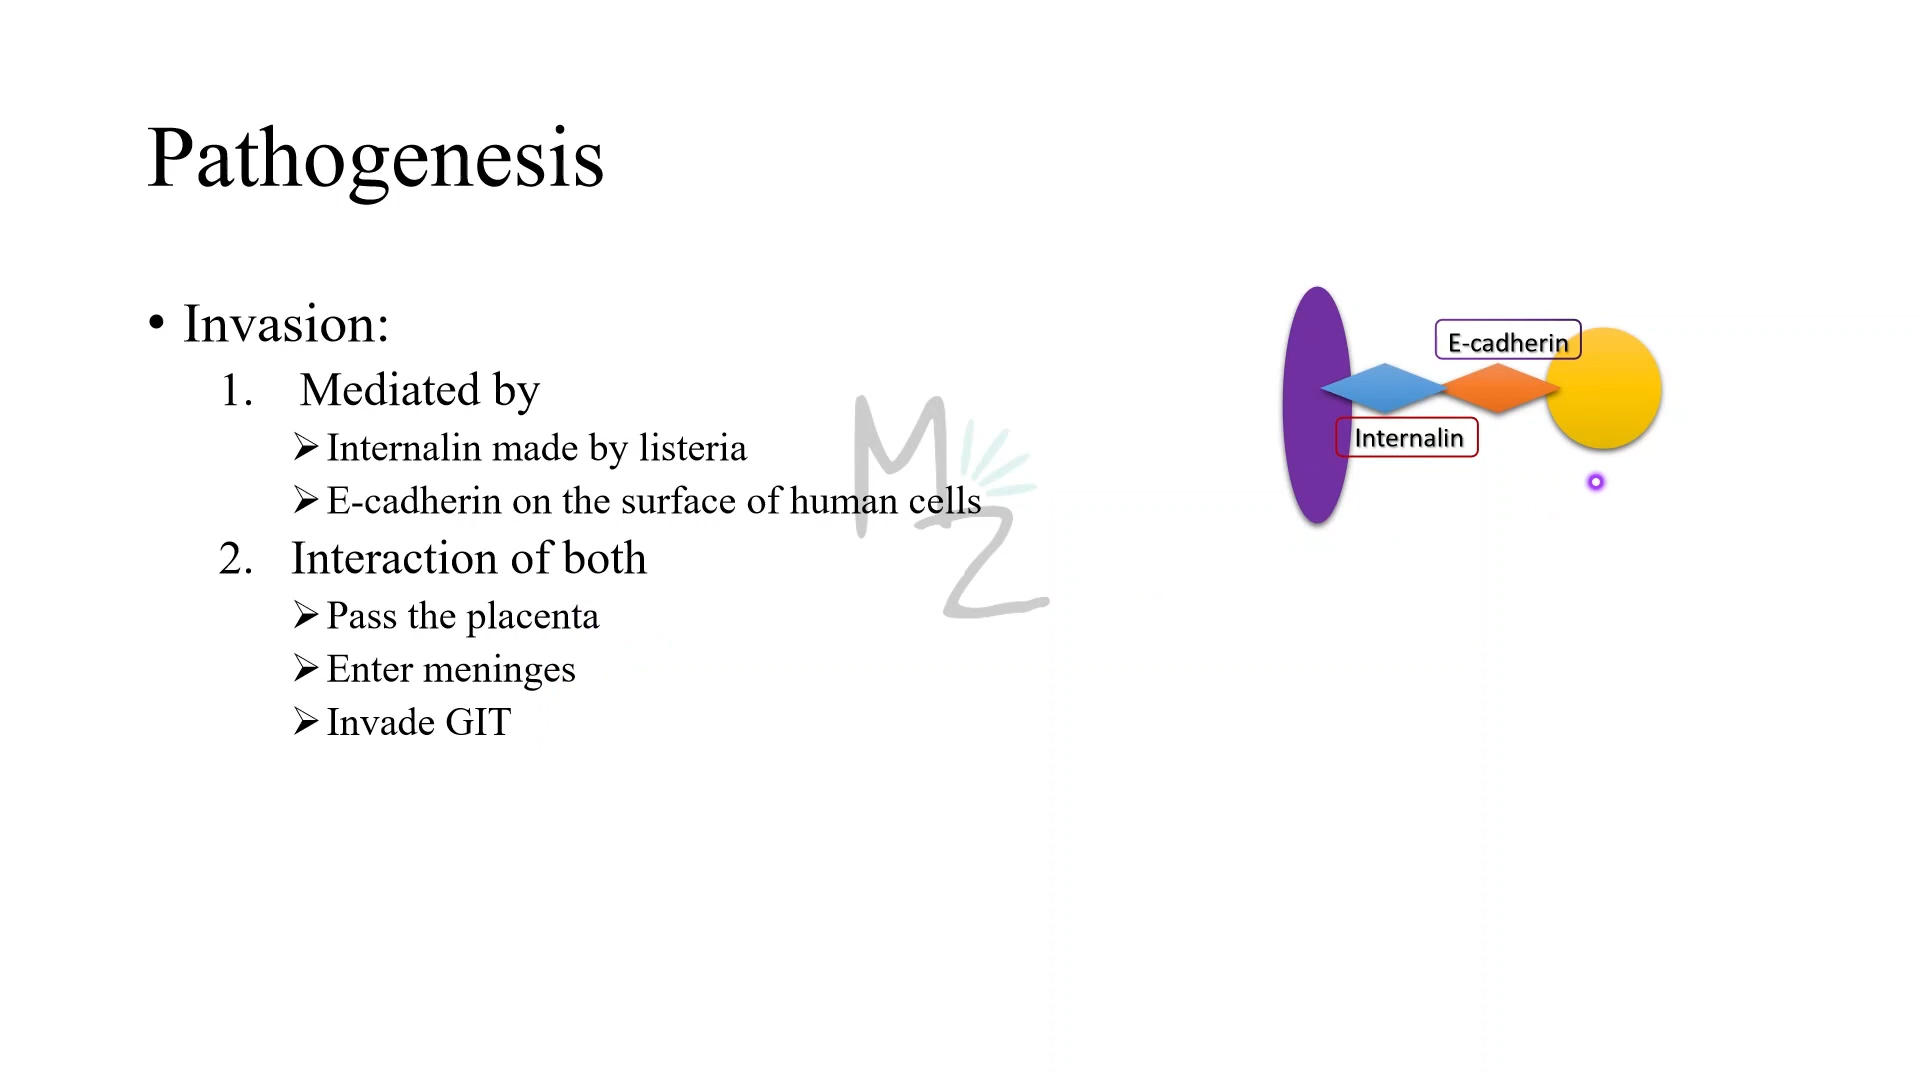 Pathogenesis
• Invasion:
1. Mediated by
➢ Internalin made by listeria
➢ E-cadherin on the surface of human cells
2. Interaction of both
➢ Pass the placenta
➢ Enter meninges
➢ Invade GIT
E-cadherin
Internalin
MZ